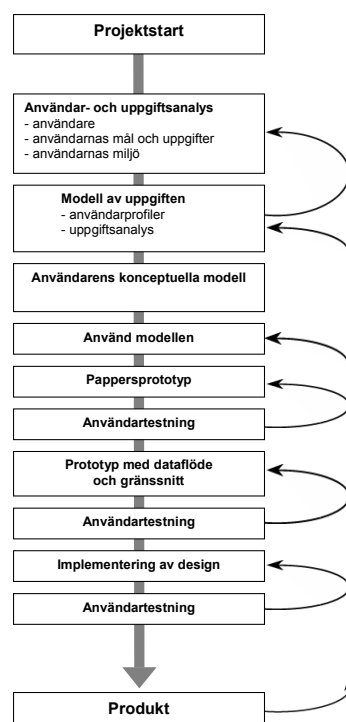 Projektstart
Användar- och uppgiftsanalys
- användare
- användarnas mål och uppgifter
- användarnas miljö
Modell av uppgiften
- användarprofiler
- uppgiftsanalys
Användarens konceptuella modell
Använd modellen
Pappersprototyp
Användartestning
Prototyp med dataflöde
och gränssnitt
Användartestning
Implementering av design
Användartestning
Produkt